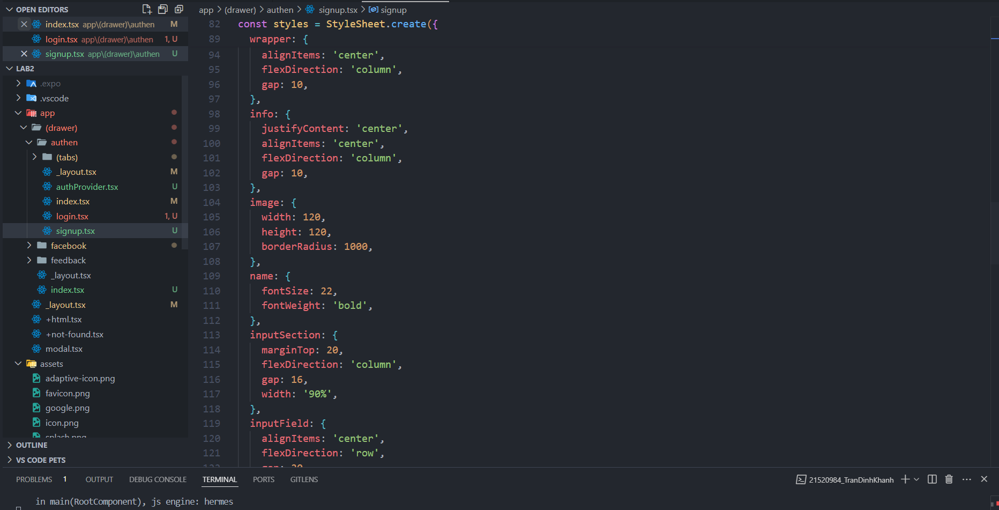 OPEN EDITORS
index.tsx app\(drawer)\authen M
login.tsx app\(drawer)\authen 1, U
signup.tsx app\(drawer)\authen U
LAB2
.expo
.vscode
app
(drawer)
authen
(tabs)
_layout.tsx M
authProvider.tsx U
index.tsx M
login.tsx 1, U
signup.tsx U
facebook
feedback
_layout.tsx
index.tsx U
_layout.tsx M
+html.tsx
+not-found.tsx
modal.tsx
assets
adaptive-icon.png
favicon.png
google.png
icon.png
splash.png
OUTLINE
VS CODE PETS
app > (drawer) > authen > signup.tsx > signup
82 const styles = StyleSheet.create({
89 wrapper: {
94 alignItems: 'center',
95 flexDirection: 'column',
96 gap: 10,
97 },
98 info: {
99 justifyContent: 'center',
100 alignItems: 'center',
101 flexDirection: 'column',
102 gap: 10,
103 },
104 image: {
105 width: 120,
106 height: 120,
107 borderRadius: 1000,
108 },
109 name: {
110 fontSize: 22,
111 fontWeight: 'bold',
112 },
113 inputSection: {
114 marginTop: 20,
115 flexDirection: 'column',
116 gap: 16,
117 width: '90%',
118 },
119 inputField: {
120 alignItems: 'center',
121 flexDirection: 'row',
122 gap: 20
PROBLEMS 1 OUTPUT DEBUG CONSOLE TERMINAL PORTS GITLENS
21520984_TranDinhKhanh
in main(RootComponent), js engine: hermes